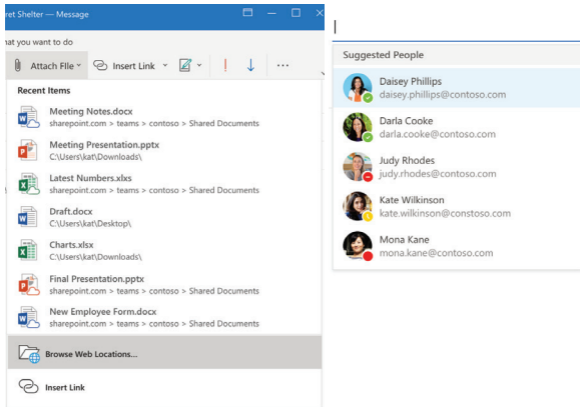 ret Shelter — Message
hat you want to do
Attach File
Insert Link
Recent Items
Meeting Notes.docx
sharepoint.com > teams > contoso > Shared Documents
Meeting Presentation.pptx
C:\Users\kat\Downloads\
Latest Numbers.xlxs
sharepoint.com > teams > contoso > Shared Documents
Draft.docx
C:\Users\kat\Desktop\
Charts.xlsx
C:\Users\kat\Downloads\
Final Presentation.pptx
sharepoint.com > teams > contoso > Shared Documents
New Employee Form.docx
sharepoint.com > teams > contoso > Shared Documents
Browse Web Locations...
Insert Link
Suggested People
Daisey Phillips
daisey.phillips@contoso.com
Darla Cooke
darla.cooke@contoso.com
Judy Rhodes
judy.rhodes@contoso.com
Kate Wilkinson
kate.wilkinson@constoso.com
Mona Kane
mona.kane@contoso.com